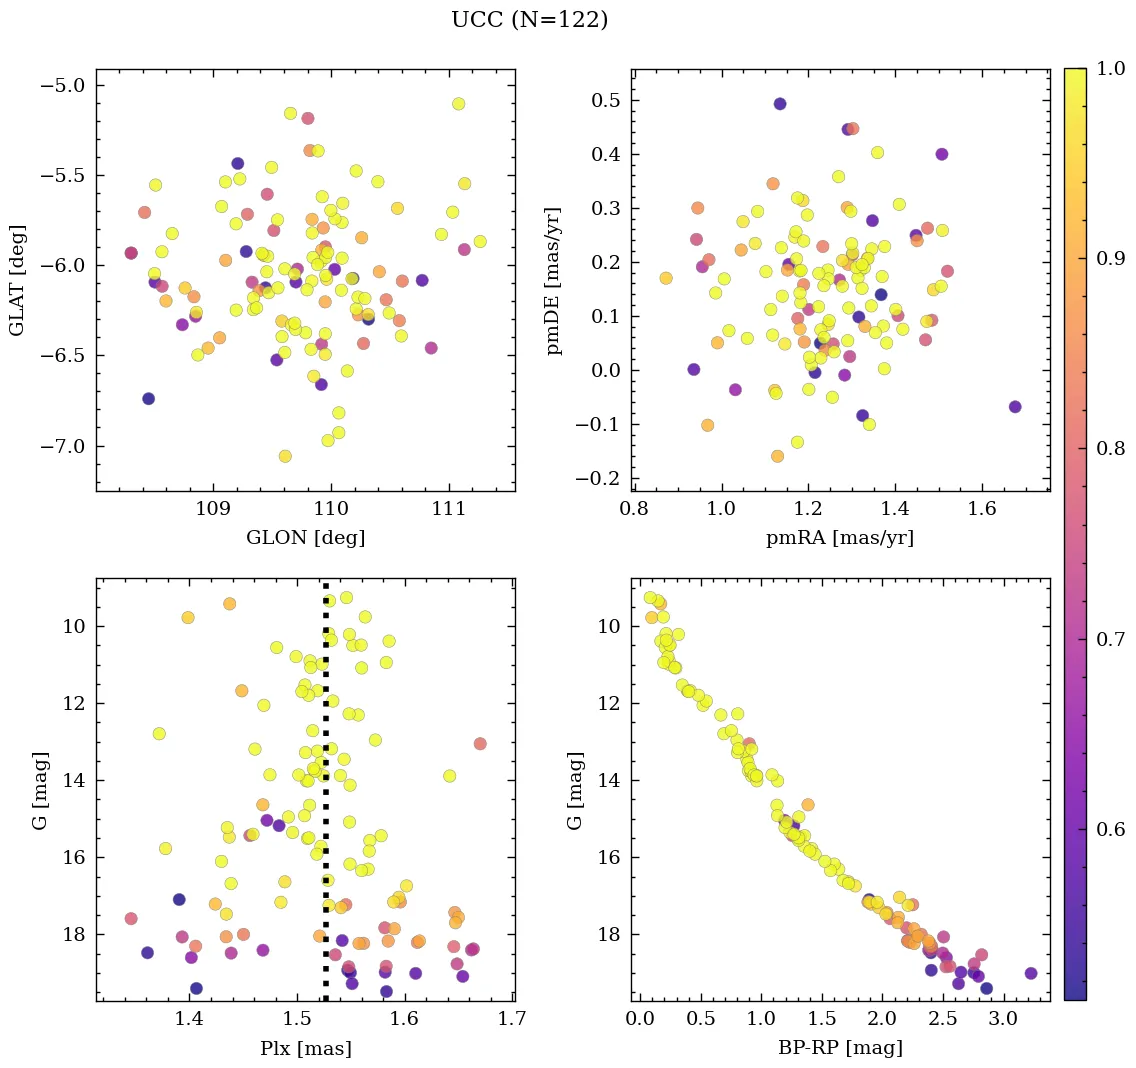 UCC (N=122)
−5.0
−5.5
−6.0
−6.5
−7.0
GLAT [deg]
109 110 111
GLON [deg]
0.5
0.4
0.3
0.2
0.1
0.0
−0.1
−0.2
pmDE [mas/yr]
0.8 1.0 1.2 1.4 1.6
pmRA [mas/yr]
10
12
14
16
18
G [mag]
1.4 1.5 1.6 1.7
Plx [mas]
10
12
14
16
18
G [mag]
0.0 0.5 1.0 1.5 2.0 2.5 3.0
BP-RP [mag]
1.0
0.9
0.8
0.7
0.6